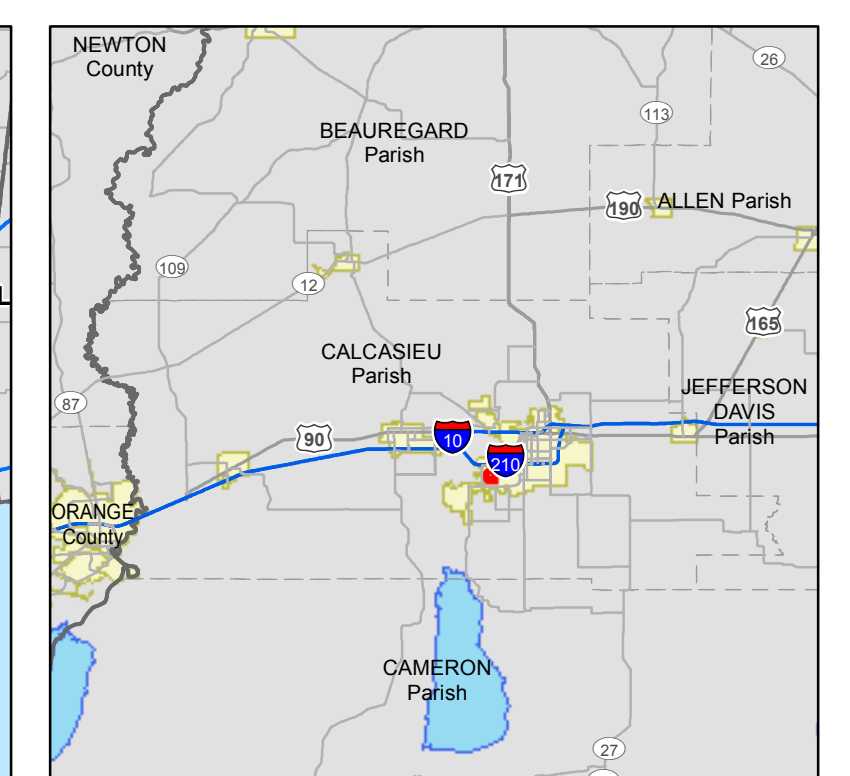 NEWTON
County
26
113
BEAUREGARD
Parish
171
190
ALLEN Parish
109
12
165
L
CALCASIEU
Parish
JEFFERSON
DAVIS
Parish
87
90
10
210
ORANGE
County
CAMERON
Parish
27